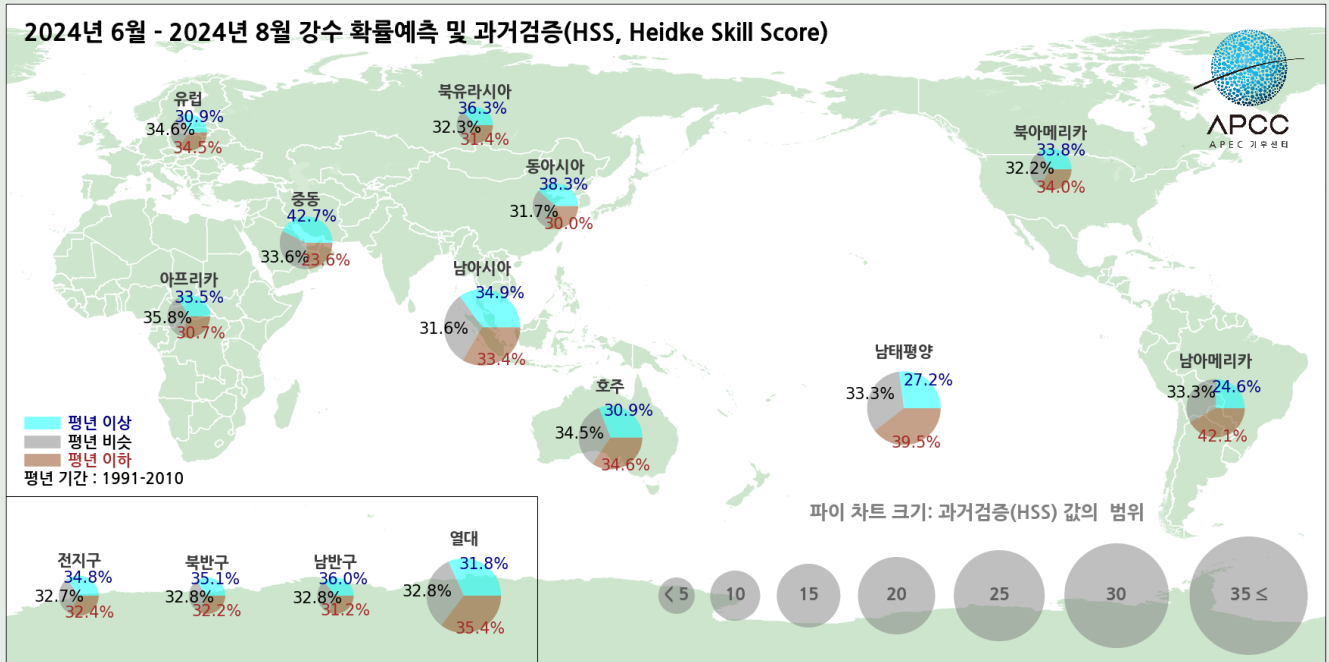 2024년 6월 - 2024년 8월 강수 확률예측 및 과거검증(HSS, Heidke Skill Score)
APCC
APEC 기후센터
유럽
30.9%
34.6%
34.5%
북유라시아
36.3%
32.3%
31.4%
북아메리카
33.8%
32.2%
34.0%
동아시아
38.3%
31.7%
30.0%
중동
42.7%
33.6%
23.6%
아프리카
33.5%
35.8%
30.7%
남아시아
34.9%
31.6%
33.4%
남태평양
27.2%
33.3%
39.5%
남아메리카
24.6%
33.3%
42.1%
호주
30.9%
34.5%
34.6%
평년 이상
평년 비슷
평년 이하
평년 기간 : 1991-2010
전지구
34.8%
32.7%
32.4%
북반구
35.1%
32.8%
32.2%
남반구
36.0%
32.8%
31.2%
열대
31.8%
32.8%
35.4%
파이 차트 크기: 과거검증(HSS) 값의 범위
< 5 10 15 20 25 30 35 ≤